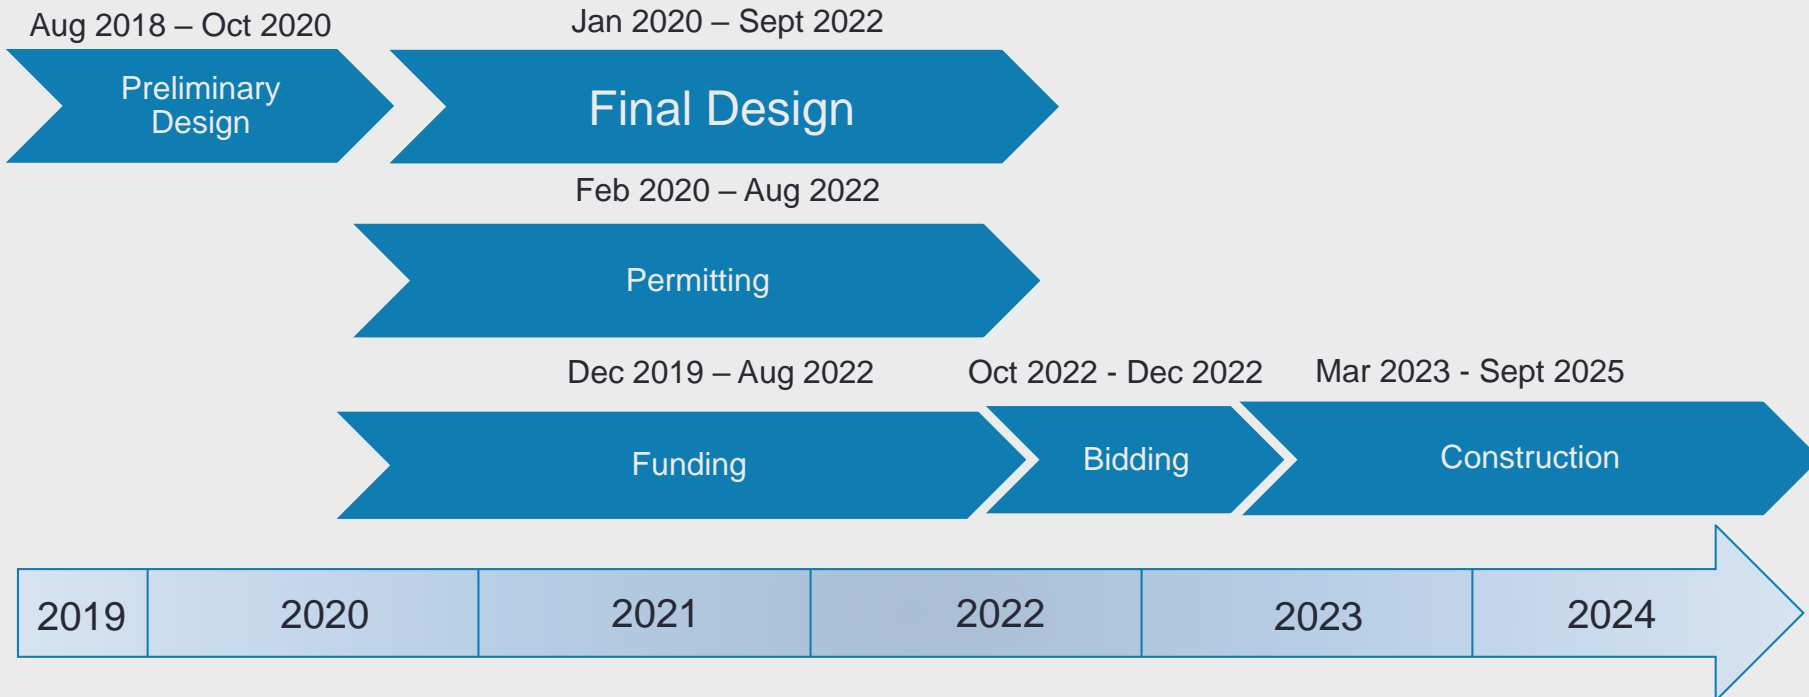 Aug 2018 – Oct 2020
Jan 2020 – Sept 2022
Preliminary
Design
Final Design
Feb 2020 – Aug 2022
Permitting
Dec 2019 – Aug 2022
Oct 2022 - Dec 2022
Mar 2023 - Sept 2025
Funding
Bidding
Construction
2019
2020
2021
2022
2023
2024